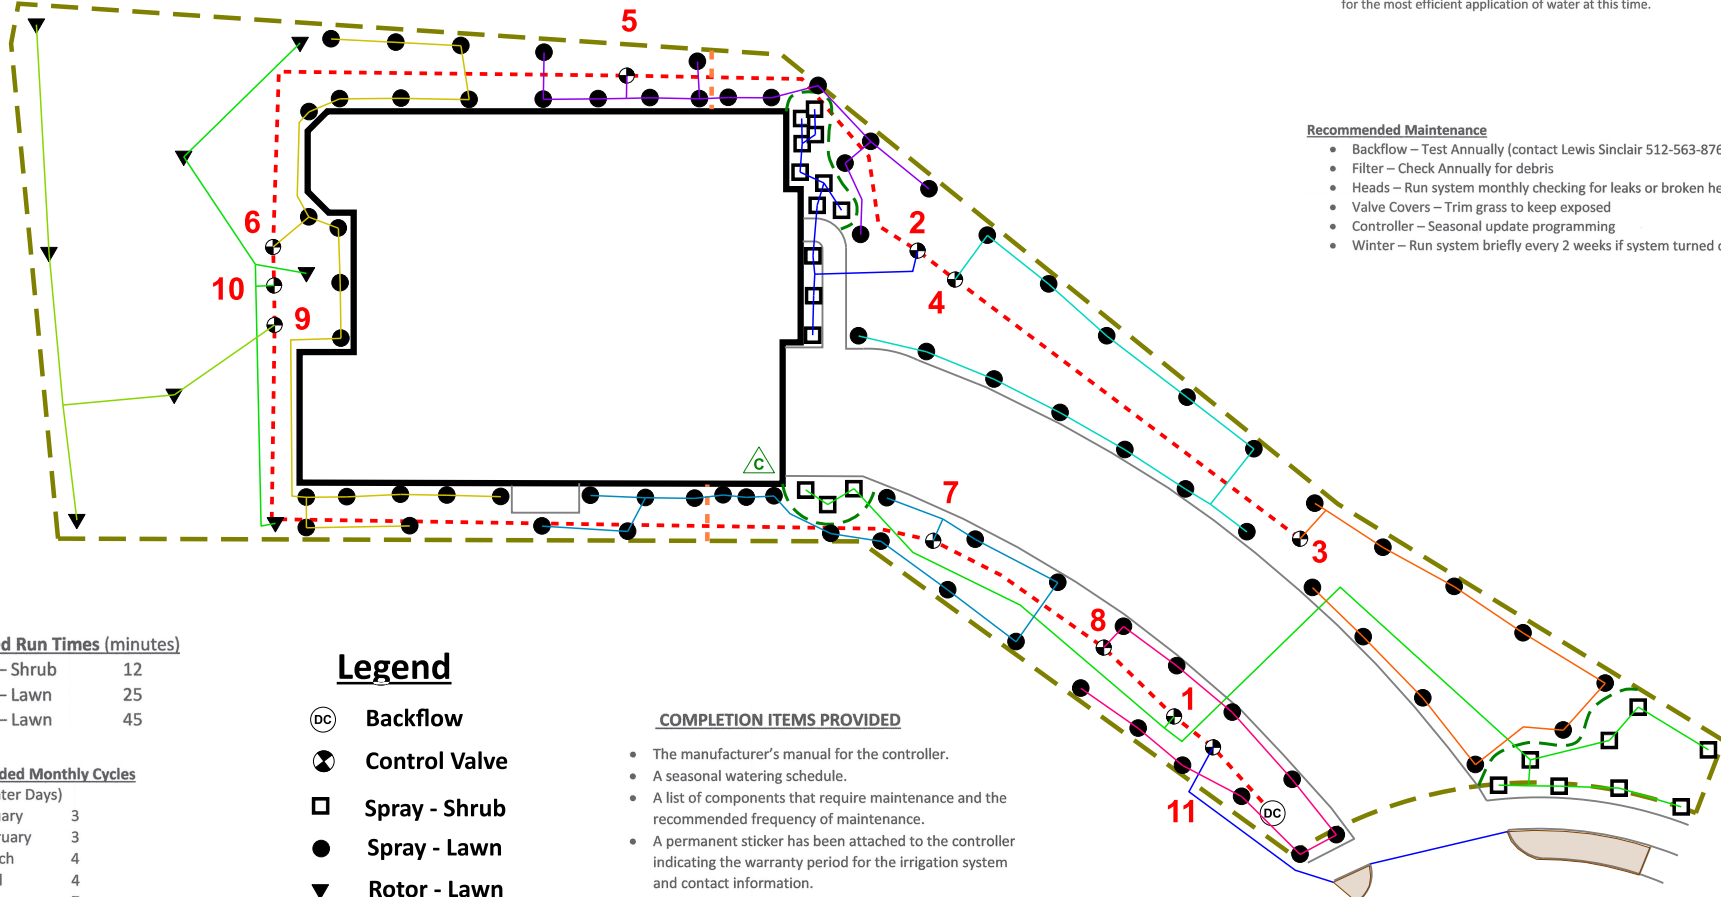 for the most efficient application of water at this time.
5
Recommended Maintenance
Backflow – Test Annually (contact Lewis Sinclair 512-563-876
Filter – Check Annually for debris
Heads – Run system monthly checking for leaks or broken he
Valve Covers – Trim grass to keep exposed
Controller – Seasonal update programming
Winter – Run system briefly every 2 weeks if system turned o
6
2
10
4
9
C
7
3
8
1
11
DC
ed Run Times (minutes)
– Shrub 12
– Lawn 25
– Lawn 45
ded Monthly Cycles
ter Days)
ary 3
ruary 3
ch 4
l 4
Legend
DC Backflow
Control Valve
Spray - Shrub
Spray - Lawn
Rotor - Lawn
COMPLETION ITEMS PROVIDED
The manufacturer's manual for the controller.
A seasonal watering schedule.
A list of components that require maintenance and the
recommended frequency of maintenance.
A permanent sticker has been attached to the controller
indicating the warranty period for the irrigation system
and contact information.